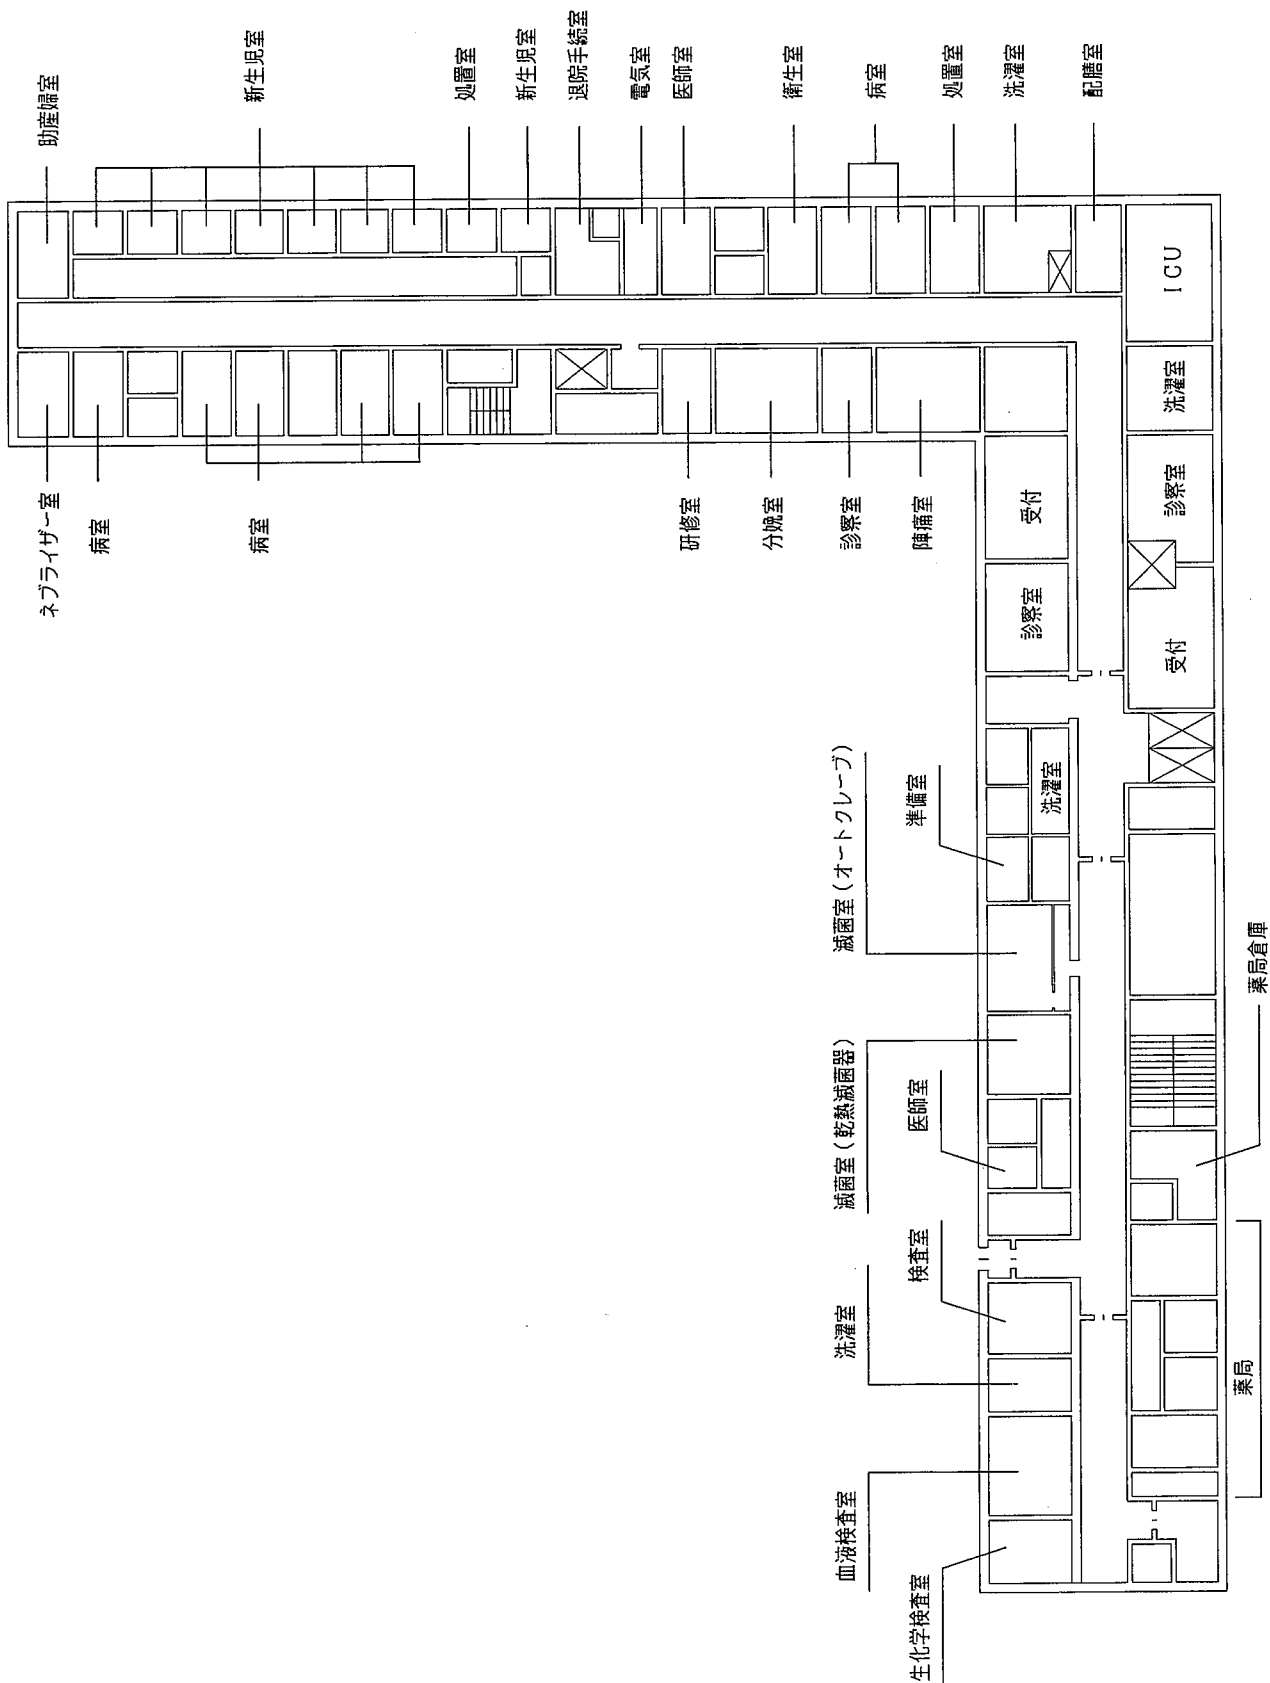 助産婦室
新生児室
処置室
新生児室
退院手続室
電気室
医師室
衛生室
病室
処置室
洗濯室
配膳室
ICU
洗濯室
診察室
受付
ネブライザー室
病室
病室
研修室
分娩室
診察室
陣痛室
受付
診察室
洗濯室
準備室
滅菌室(オートクレーブ)
滅菌室(乾熱滅菌器)
医師室
検査室
洗濯室
血液検査室
生化学検査室
薬局倉庫
薬局